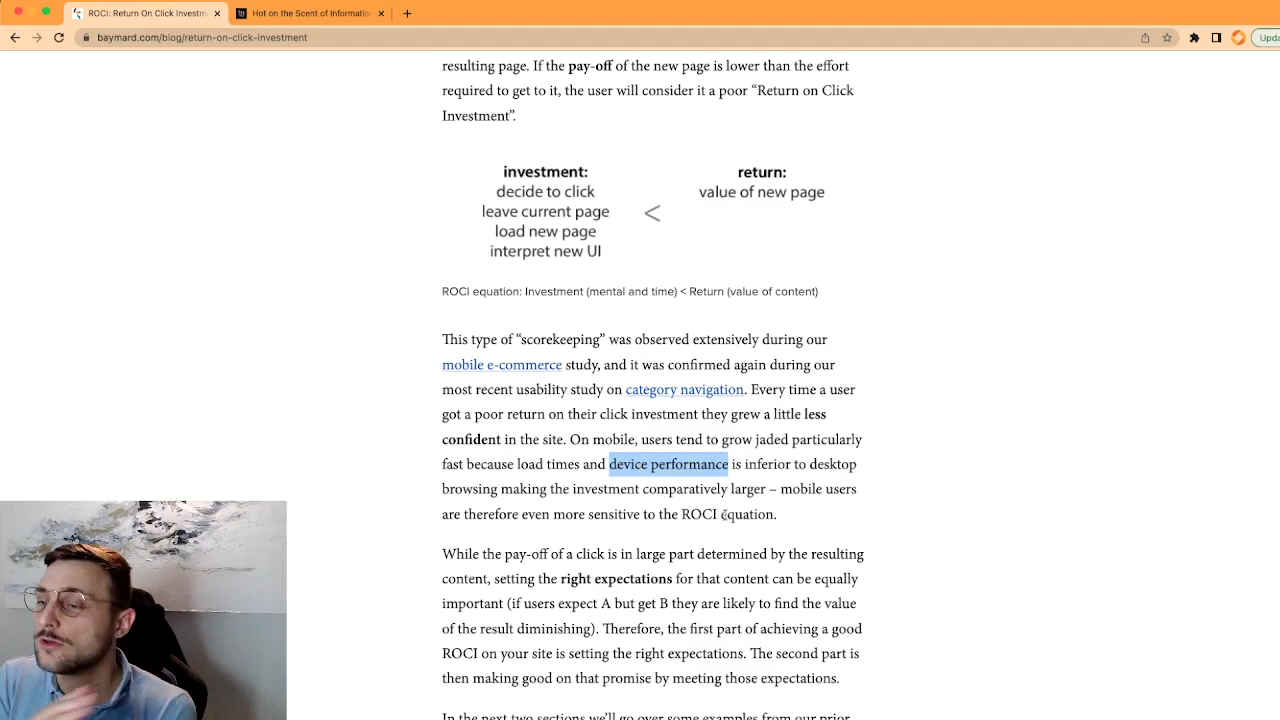 ROCI: Return On Click Investm
Hot on the Scent of Informatio
baymard.com/blog/return-on-click-investment
Upda
resulting page. If the pay-off of the new page is lower than the effort
required to get to it, the user will consider it a poor “Return on Click
Investment”.
investment:
decide to click
leave current page
load new page
interpret new UI
<
return:
value of new page
ROCI equation: Investment (mental and time) < Return (value of content)
This type of “scorekeeping” was observed extensively during our
mobile e-commerce study, and it was confirmed again during our
most recent usability study on category navigation. Every time a user
got a poor return on their click investment they grew a little less
confident in the site. On mobile, users tend to grow jaded particularly
fast because load times and device performance is inferior to desktop
browsing making the investment comparatively larger – mobile users
are therefore even more sensitive to the ROCI equation.
While the pay-off of a click is in large part determined by the resulting
content, setting the right expectations for that content can be equally
important (if users expect A but get B they are likely to find the value
of the result diminishing). Therefore, the first part of achieving a good
ROCI on your site is setting the right expectations. The second part is
then making good on that promise by meeting those expectations.
In the next two sections we’ll go over some examples from our prior